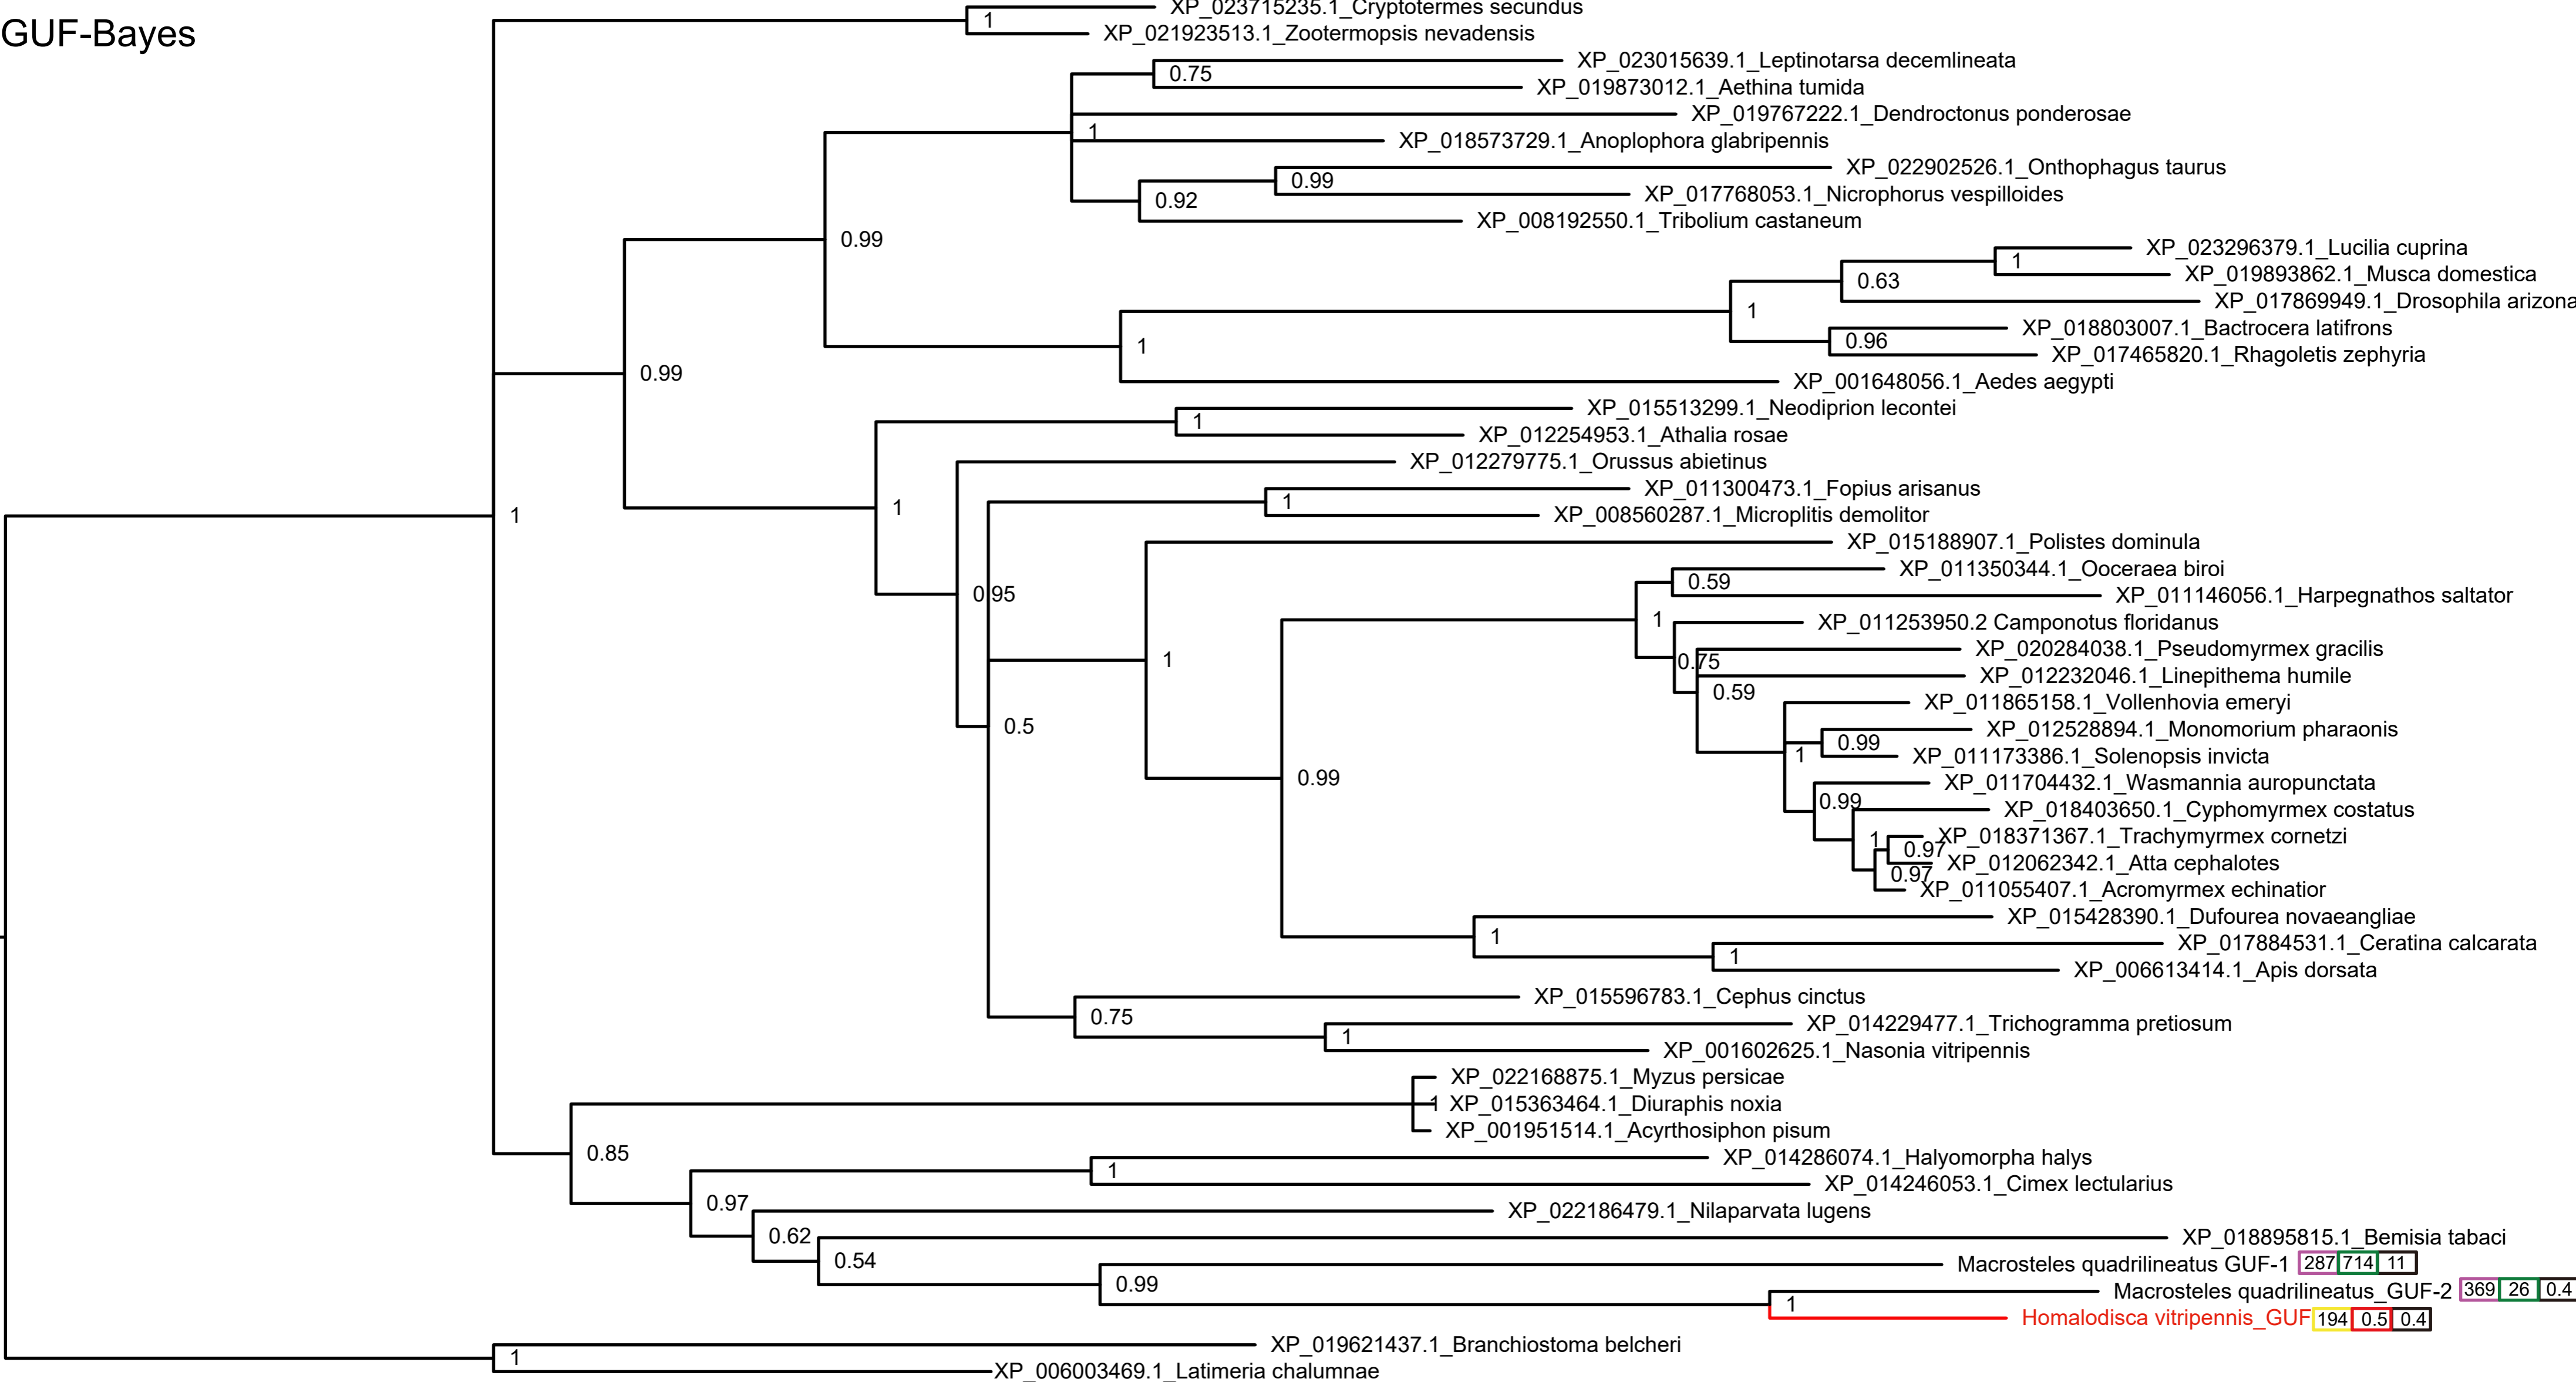 GUF-Bayes
XP_023715235.1_Cryptotermes secundus
1
XP_021923513.1_Zootermopsis nevadensis
XP_023015639.1_Leptinotarsa decemlineata
0.75
XP_019873012.1_Aethina tumida
XP_019767222.1_Dendroctonus ponderosae
1
XP_018573729.1_Anoplophora glabripennis
XP_022902526.1_Onthophagus taurus
0.99
XP_017768053.1_Nicrophorus vespilloides
0.92
XP_008192550.1_Tribolium castaneum
0.99
XP_023296379.1_Lucilia cuprina
1
XP_019893862.1_Musca domestica
0.63
XP_017869949.1_Drosophila arizona
1
XP_018803007.1_Bactrocera latifrons
0.96
XP_017465820.1_Rhagoletis zephyria
1
0.99
XP_001648056.1_Aedes aegypti
XP_015513299.1_Neodiprion lecontei
1
XP_012254953.1_Athalia rosae
XP_012279775.1_Orussus abietinus
XP_011300473.1_Fopius arisanus
1
1
1
XP_008560287.1_Microplitis demolitor
XP_015188907.1_Polistes dominula
XP_011350344.1_Ooceraea biroi
0.59
0.95
XP_011146056.1_Harpegnathos saltator
1
XP_011253950.2 Camponotus floridanus
XP_020284038.1_Pseudomyrmex gracilis
1
0.75
XP_012232046.1_Linepithema humile
0.59
XP_011865158.1_Vollenhovia emeryi
0.5
XP_012528894.1_Monomorium pharaonis
0.99
1
XP_011173386.1_Solenopsis invicta
0.99
XP_011704432.1_Wasmannia auropunctata
0.99
XP_018403650.1_Cyphomyrmex costatus
1
XP_018371367.1_Trachymyrmex cornetzi
0.97
XP_012062342.1_Atta cephalotes
0.97
XP_011055407.1_Acromyrmex echinatior
XP_015428390.1_Dufourea novaeangliae
1
XP_017884531.1_Ceratina calcarata
1
XP_006613414.1_Apis dorsata
XP_015596783.1_Cephus cinctus
0.75
XP_014229477.1_Trichogramma pretiosum
1
XP_001602625.1_Nasonia vitripennis
XP_022168875.1_Myzus persicae
1 XP_015363464.1_Diuraphis noxia
XP_001951514.1_Acyrthosiphon pisum
0.85
XP_014286074.1_Halyomorpha halys
1
XP_014246053.1_Cimex lectularius
0.97
XP_022186479.1_Nilaparvata lugens
0.62
XP_018895815.1_Bemisia tabaci
0.54
Macrosteles quadrilineatus GUF-1 287 714 11
0.99
Macrosteles quadrilineatus_GUF-2 369 26 0.4
1
Homalodisca vitripennis_GUF 194 0.5 0.4
XP_019621437.1_Branchiostoma belcheri
1
XP_006003469.1_Latimeria chalumnae